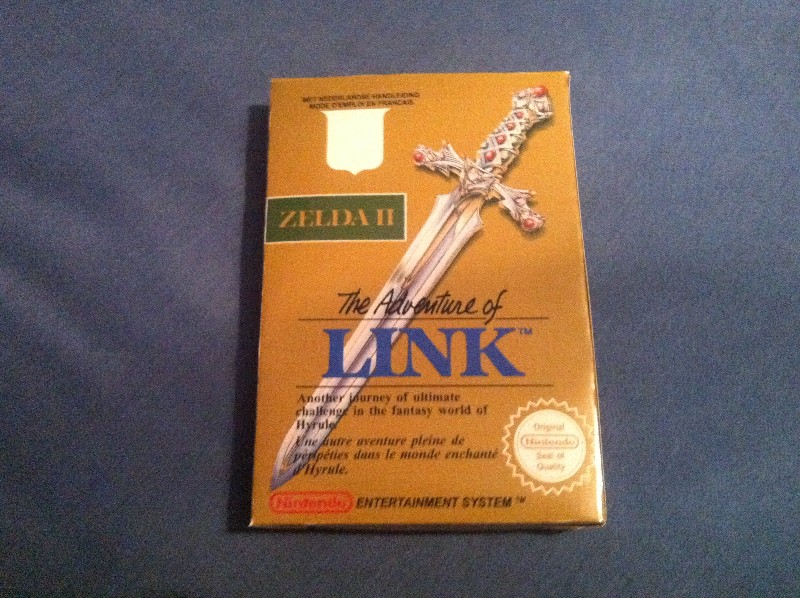 MET NEDERLANDSE HANDLEIDING
MODE D'EMPLOI EN FRANCAIS
ZELDA II
The Adventure of
LINK™
Another journey of ultimate
challenge in the fantasy world of
Hyrule.
Une autre aventure pleine de
peripéties dans le monde enchanté
d'Hyrule.
Original
Nintendo
Seal of
Quality
Nintendo ENTERTAINMENT SYSTEM™